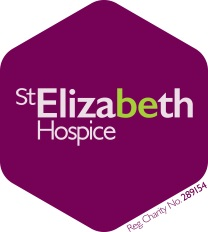 St Elizabeth
Hospice
Reg. Charity No. 289154